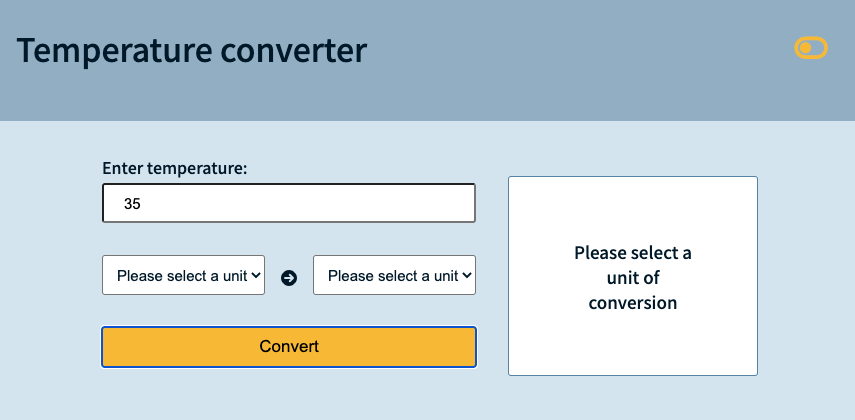 Temperature converter
Enter temperature:
35
Please select a unit
Please select a unit
Convert
Please select a
unit of
conversion